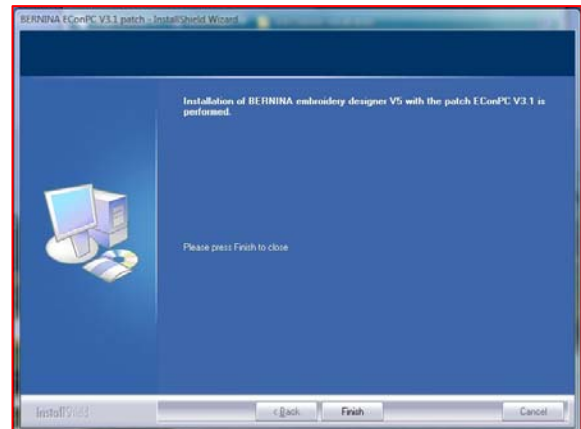 BERNINA EConPC V3.1 patch - InstallShield Wizard
Installation of BERNINA embroidery designer V5 with the patch EConPC V3.1 is
performed.
Please press Finish to close
InstallShield
< Back
Finish
Cancel